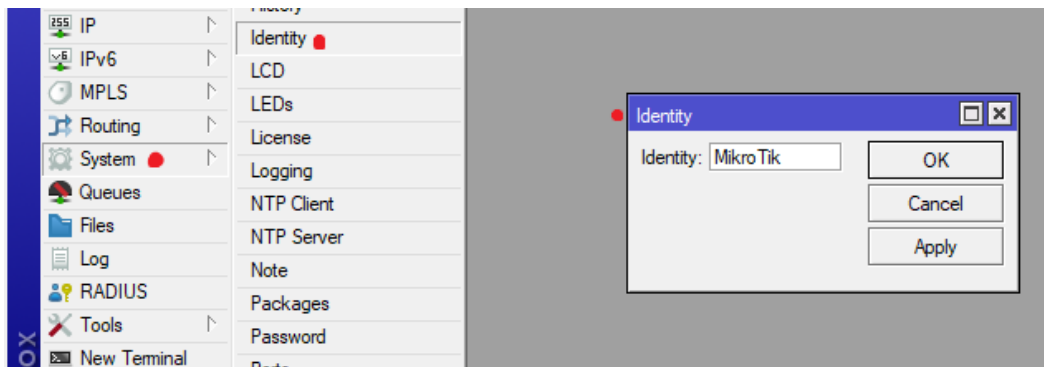 IP
IPv6
MPLS
Routing
System
Queues
Files
Log
RADIUS
Tools
New Terminal
History
Identity
LCD
LEDs
License
Logging
NTP Client
NTP Server
Note
Packages
Password
Identity
Identity: MikroTik
OK
Cancel
Apply